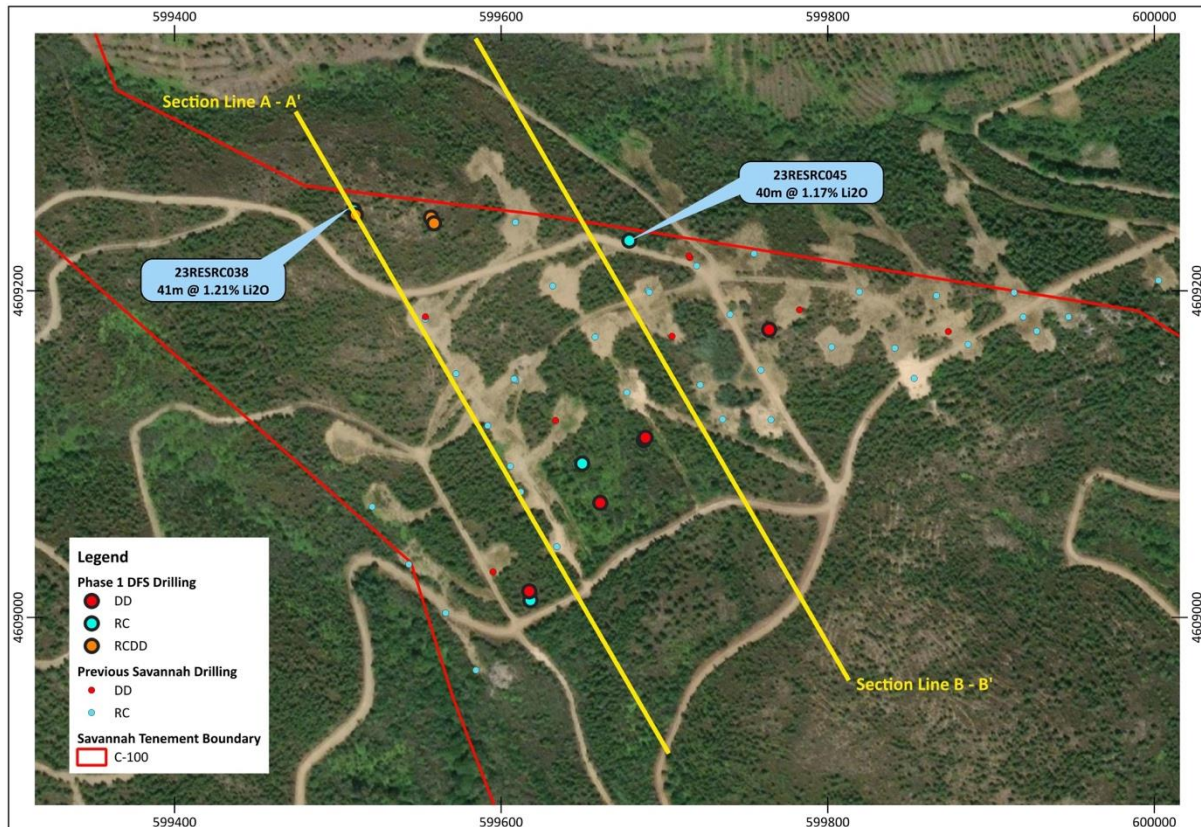 599400
599600
599800
600000
Section Line A - A'
23RESRC045
40m @ 1.17% Li2O
23RESRC038
41m @ 1.21% Li2O
4609200
4609200
4609000
4609000
Section Line B - B'
Legend
Phase 1 DFS Drilling
DD
RC
RCDD
Previous Savannah Drilling
DD
RC
Savannah Tenement Boundary
C-100
599400
599600
599800
600000